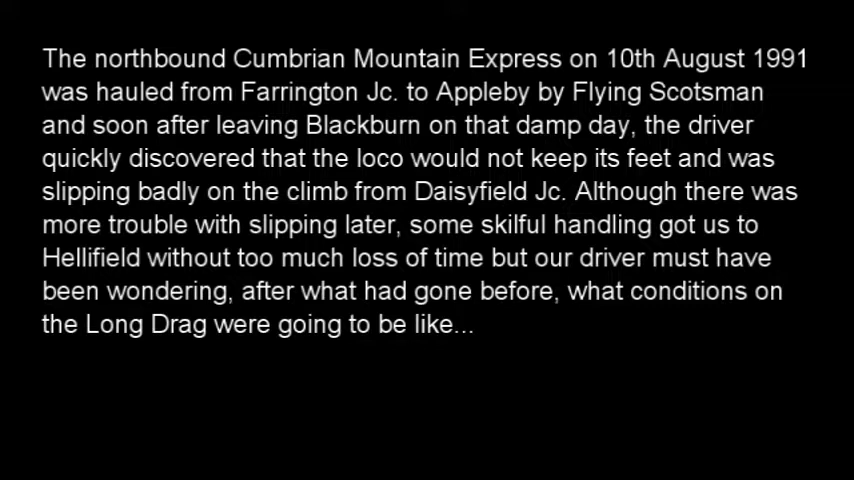 The northbound Cumbrian Mountain Express on 10th August 1991
was hauled from Farrington Jc. to Appleby by Flying Scotsman
and soon after leaving Blackburn on that damp day, the driver
quickly discovered that the loco would not keep its feet and was
slipping badly on the climb from Daisyfield Jc. Although there was
more trouble with slipping later, some skilful handling got us to
Hellifield without too much loss of time but our driver must have
been wondering, after what had gone before, what conditions on
the Long Drag were going to be like...